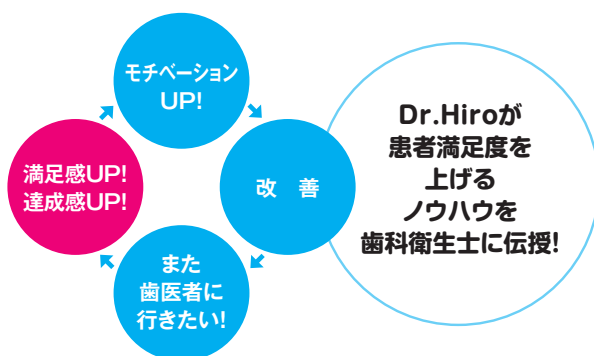 モチベーション
UP!
改　善
また
歯医者に
行きたい!
満足感UP!
達成感UP!
Dr.Hiroが
患者満足度を
上げる
ノウハウを
歯科衛生士に伝授!